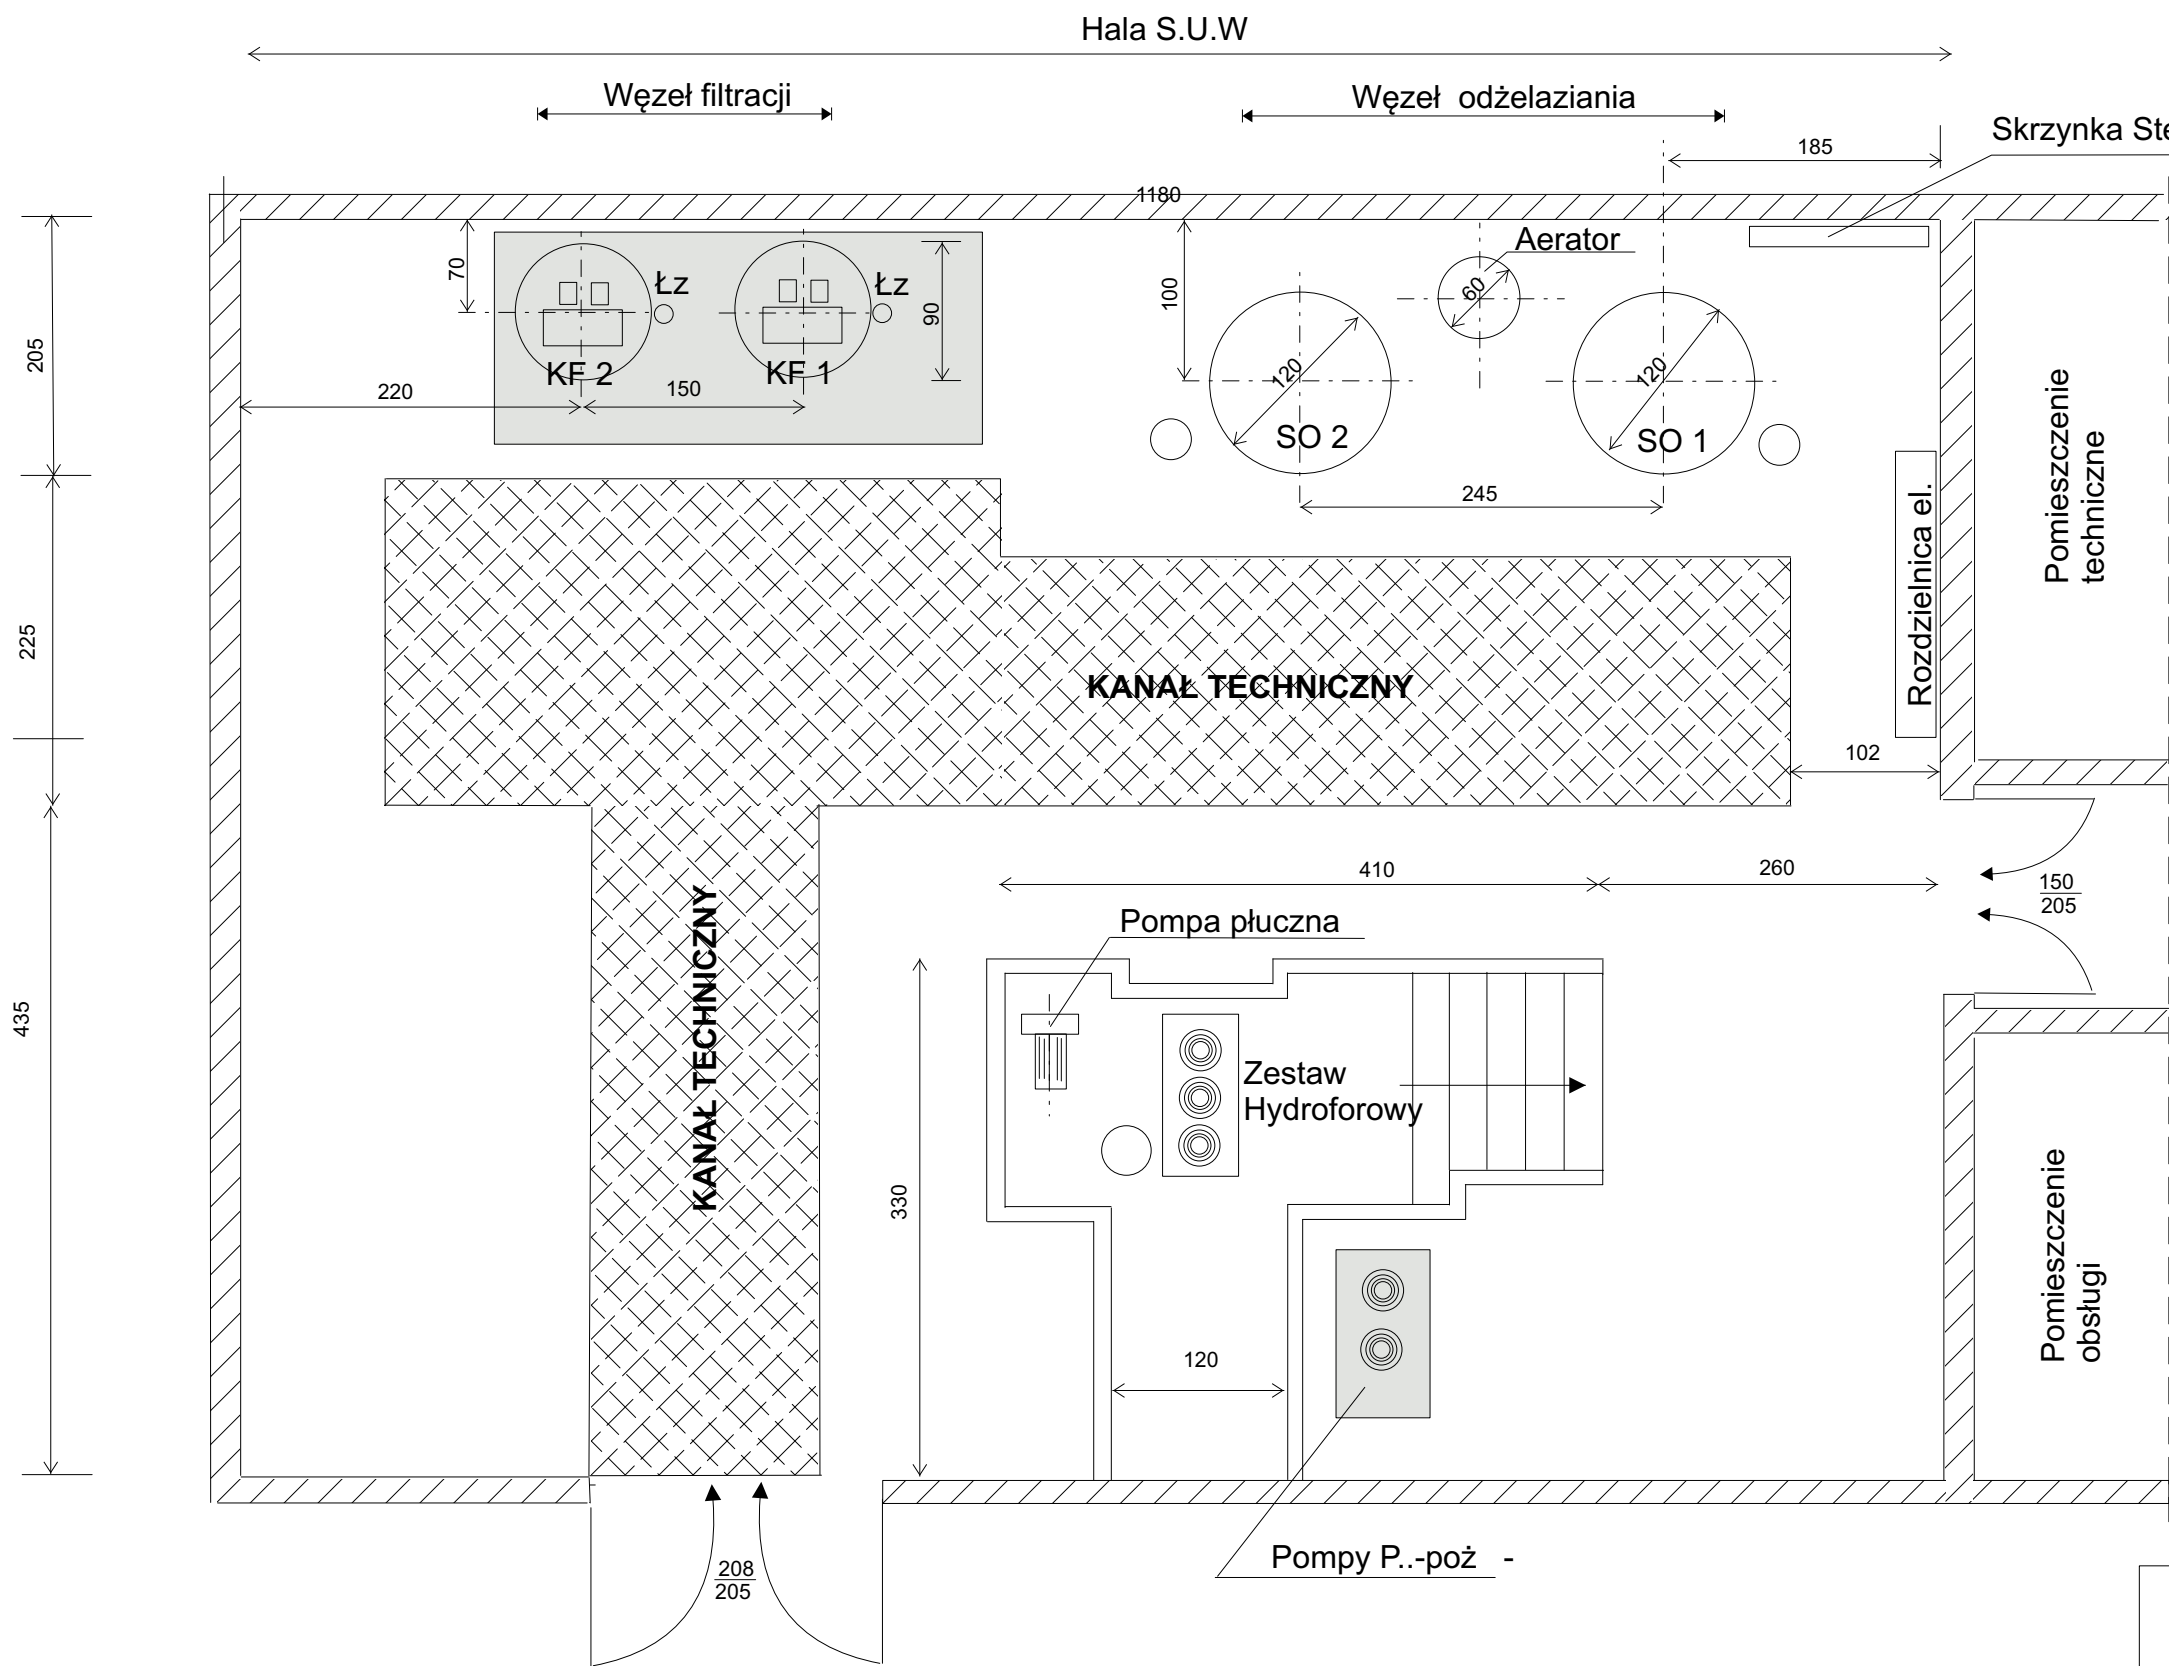 Hala S.U.W
Węzeł filtracji
Węzeł odżelaziania
Skrzynka Ste
185
1180
Aerator
70
Łz
Łz
90
100
60
205
KF 2
KF 1
120
120
220
150
SO 2
SO 1
245
Pomieszczenie
techniczne
Rozdzielnica el.
225
KANAŁ TECHNICZNY
102
410
260
150
205
Pompa płuczna
KANAŁ TECHNICZNY
435
Zestaw
Hydroforowy
330
Pomieszczenie
obsługi
120
Pompy P..-poż -
208
205